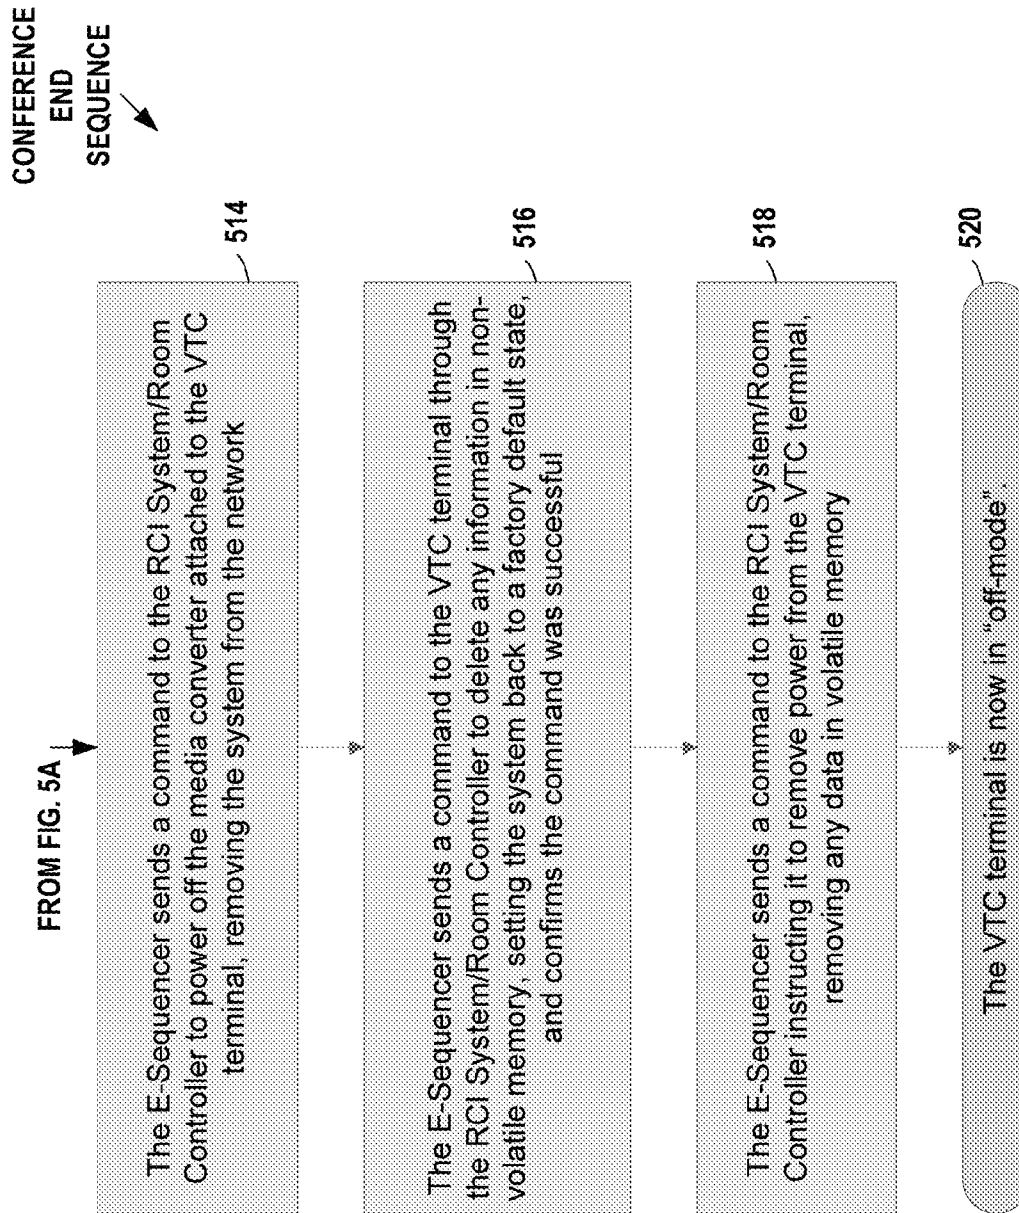 CONFERENCE
END
SEQUENCE
FROM FIG. 5A
The E-Sequencer sends a command to the RCI System/Room
Controller to power off the media converter attached to the VTC
terminal, removing the system from the network
514
The E-Sequencer sends a command to the VTC terminal through
the RCI System/Room Controller to delete any information in non-
volatile memory, setting the system back to a factory default state,
and confirms the command was successful
516
The E-Sequencer sends a command to the RCI System/Room
Controller instructing it to remove power from the VTC terminal,
removing any data in volatile memory
518
The VTC terminal is now in “off-mode”.
520